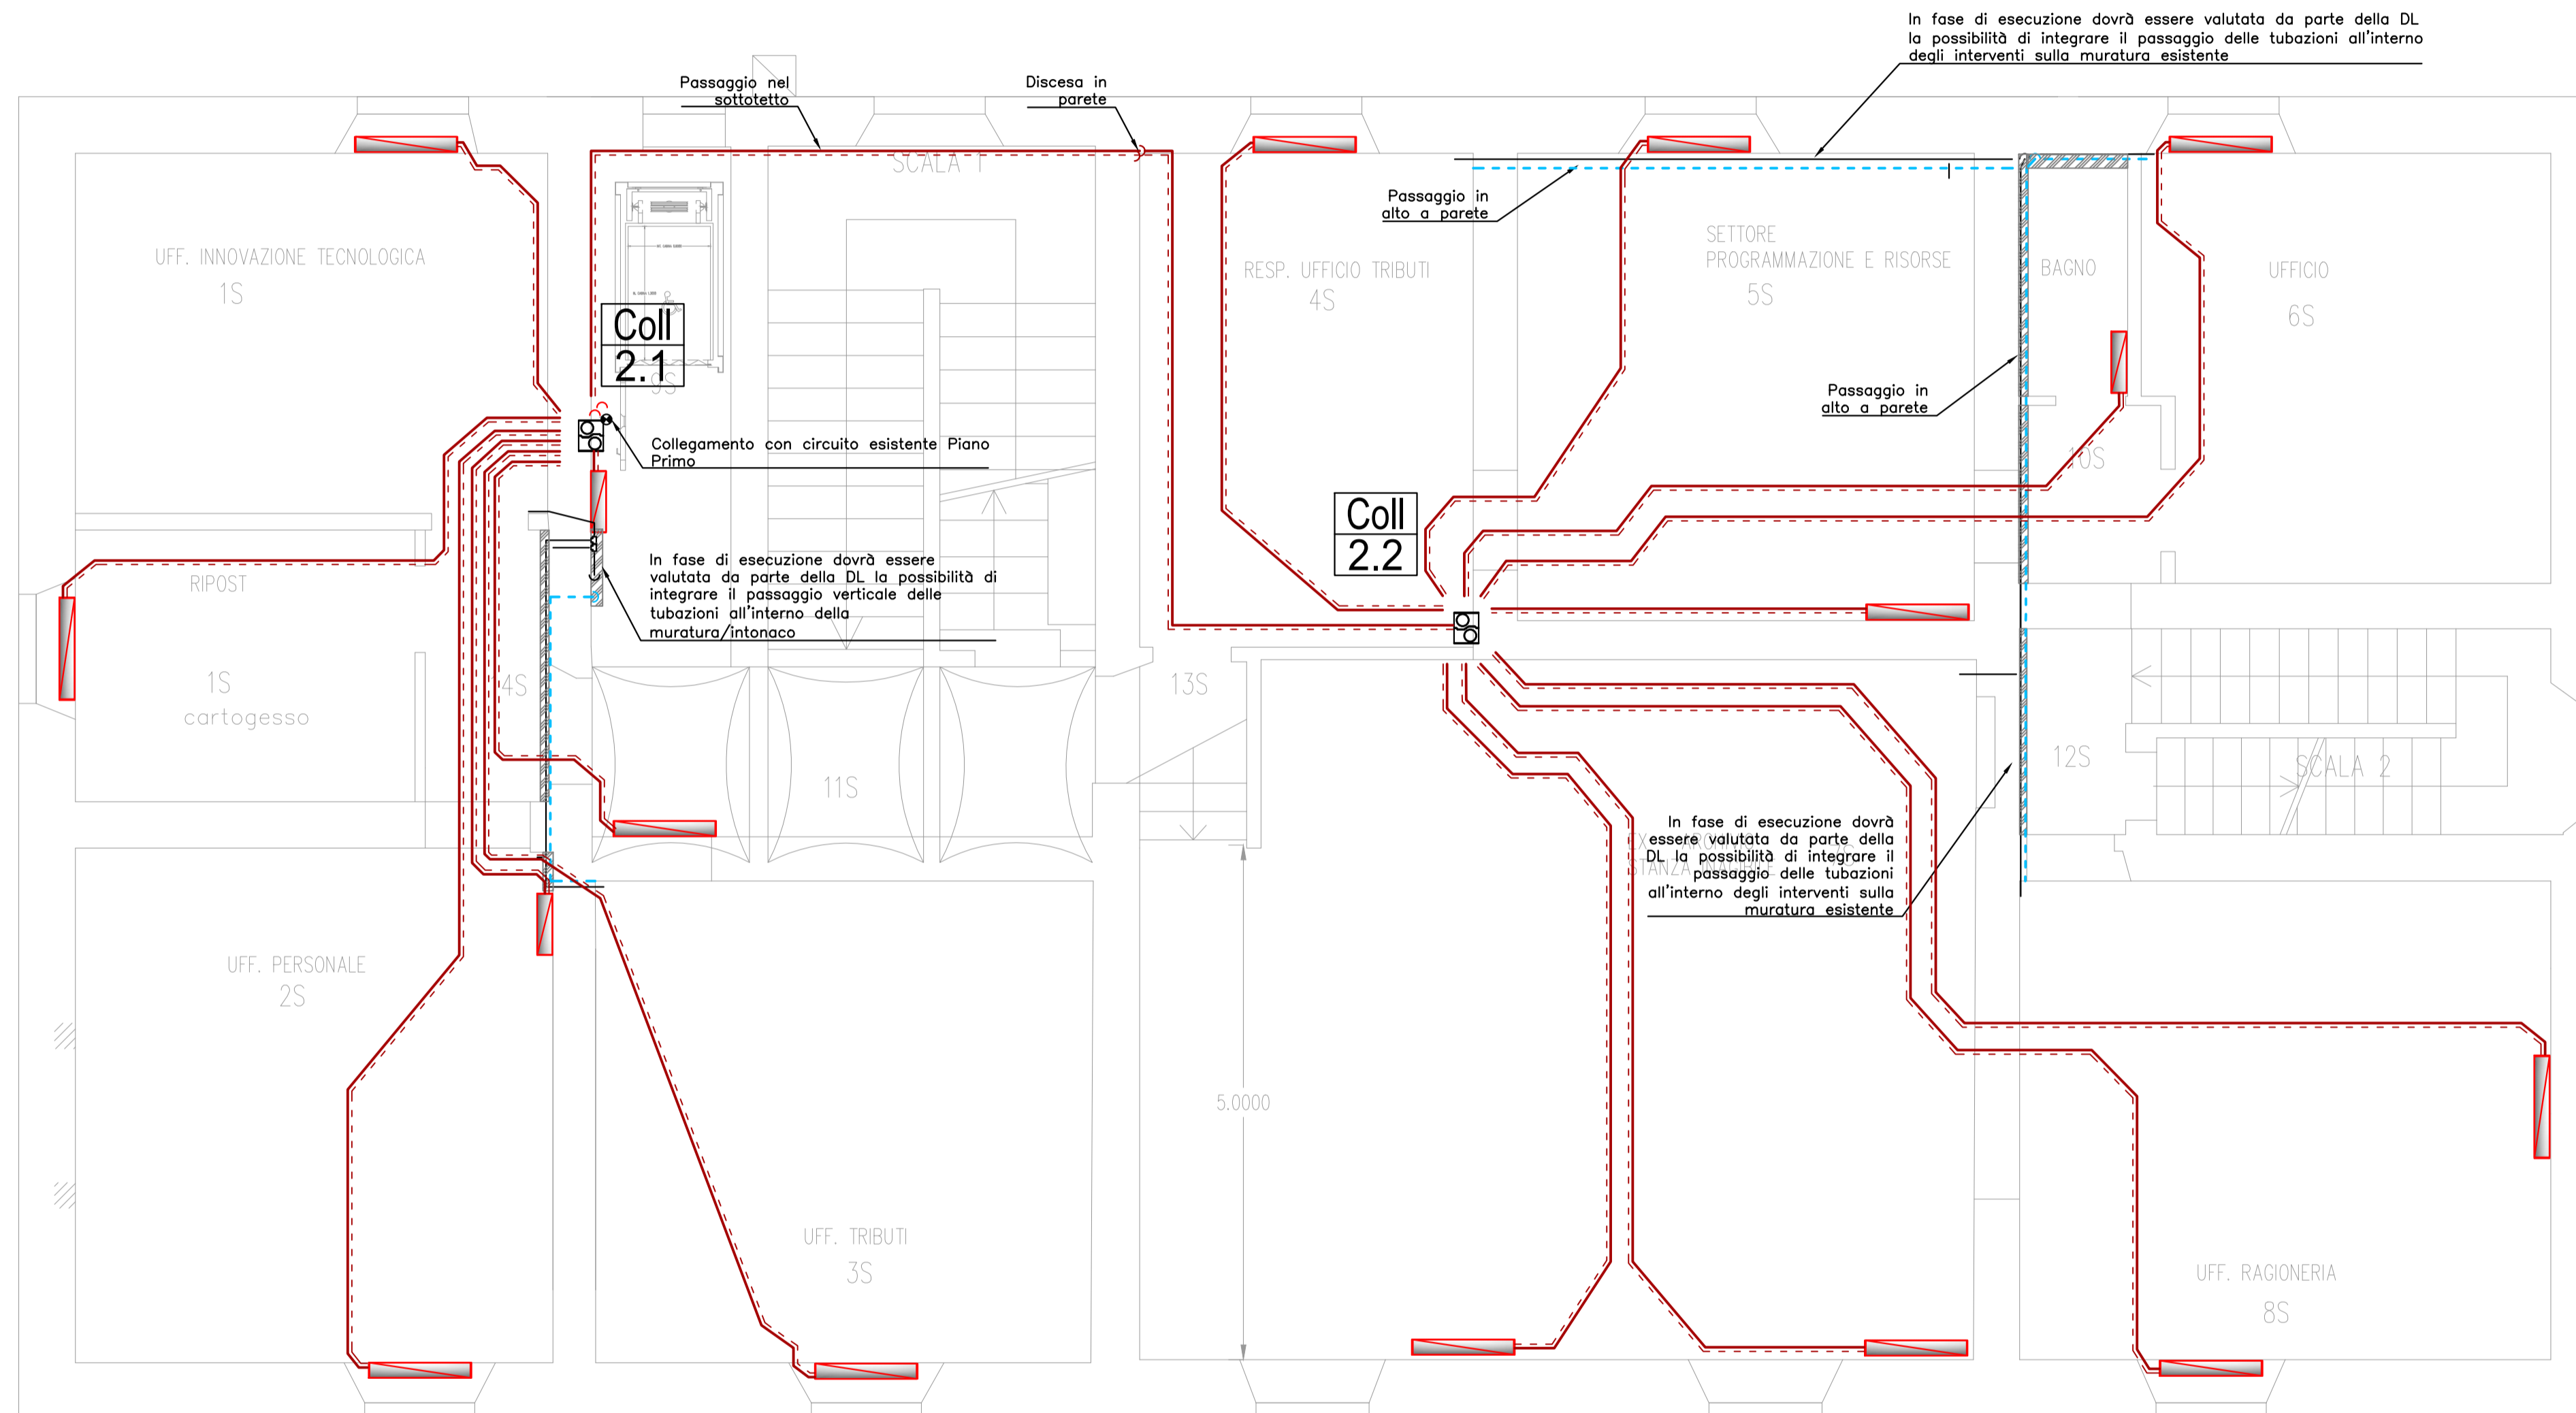 In fase di esecuzione dovrà essere valutata da parte della DL
la possibilità di integrare il passaggio delle tubazioni all'interno
degli interventi sulla muratura esistente
Passaggio nel
sottotetto
Discesa in
parete
SCALA 1
Passaggio in
alto a parete
UFF. INNOVAZIONE TECNOLOGICA
1S
RESP. UFFICIO TRIBUTI
4S
SETTORE
PROGRAMMAZIONE E RISORSE
5S
BAGNO
UFFICIO
6S
Coll
2.1
9S
Passaggio in
alto a parete
Collegamento con circuito esistente Piano
Primo
10S
Coll
2.2
In fase di esecuzione dovrà essere
valutata da parte della DL la possibilità di
integrare il passaggio verticale delle
tubazioni all'interno della
muratura/intonaco
RIPOST
1S
cartogesso
14S
13S
11S
12S
SCALA 2
In fase di esecuzione dovrà
essere valutata da parte della
DL la possibilità di integrare il
passaggio delle tubazioni
all'interno degli interventi sulla
muratura esistente
STANZA
UFF. PERSONALE
2S
5.0000
UFF. TRIBUTI
3S
UFF. RAGIONERIA
8S